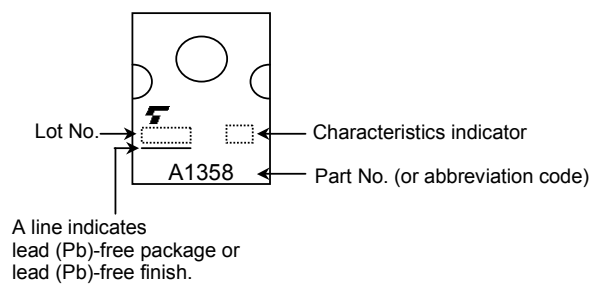 Lot No.
Characteristics indicator
A1358
Part No. (or abbreviation code)
A line indicates
lead (Pb)-free package or
lead (Pb)-free finish.